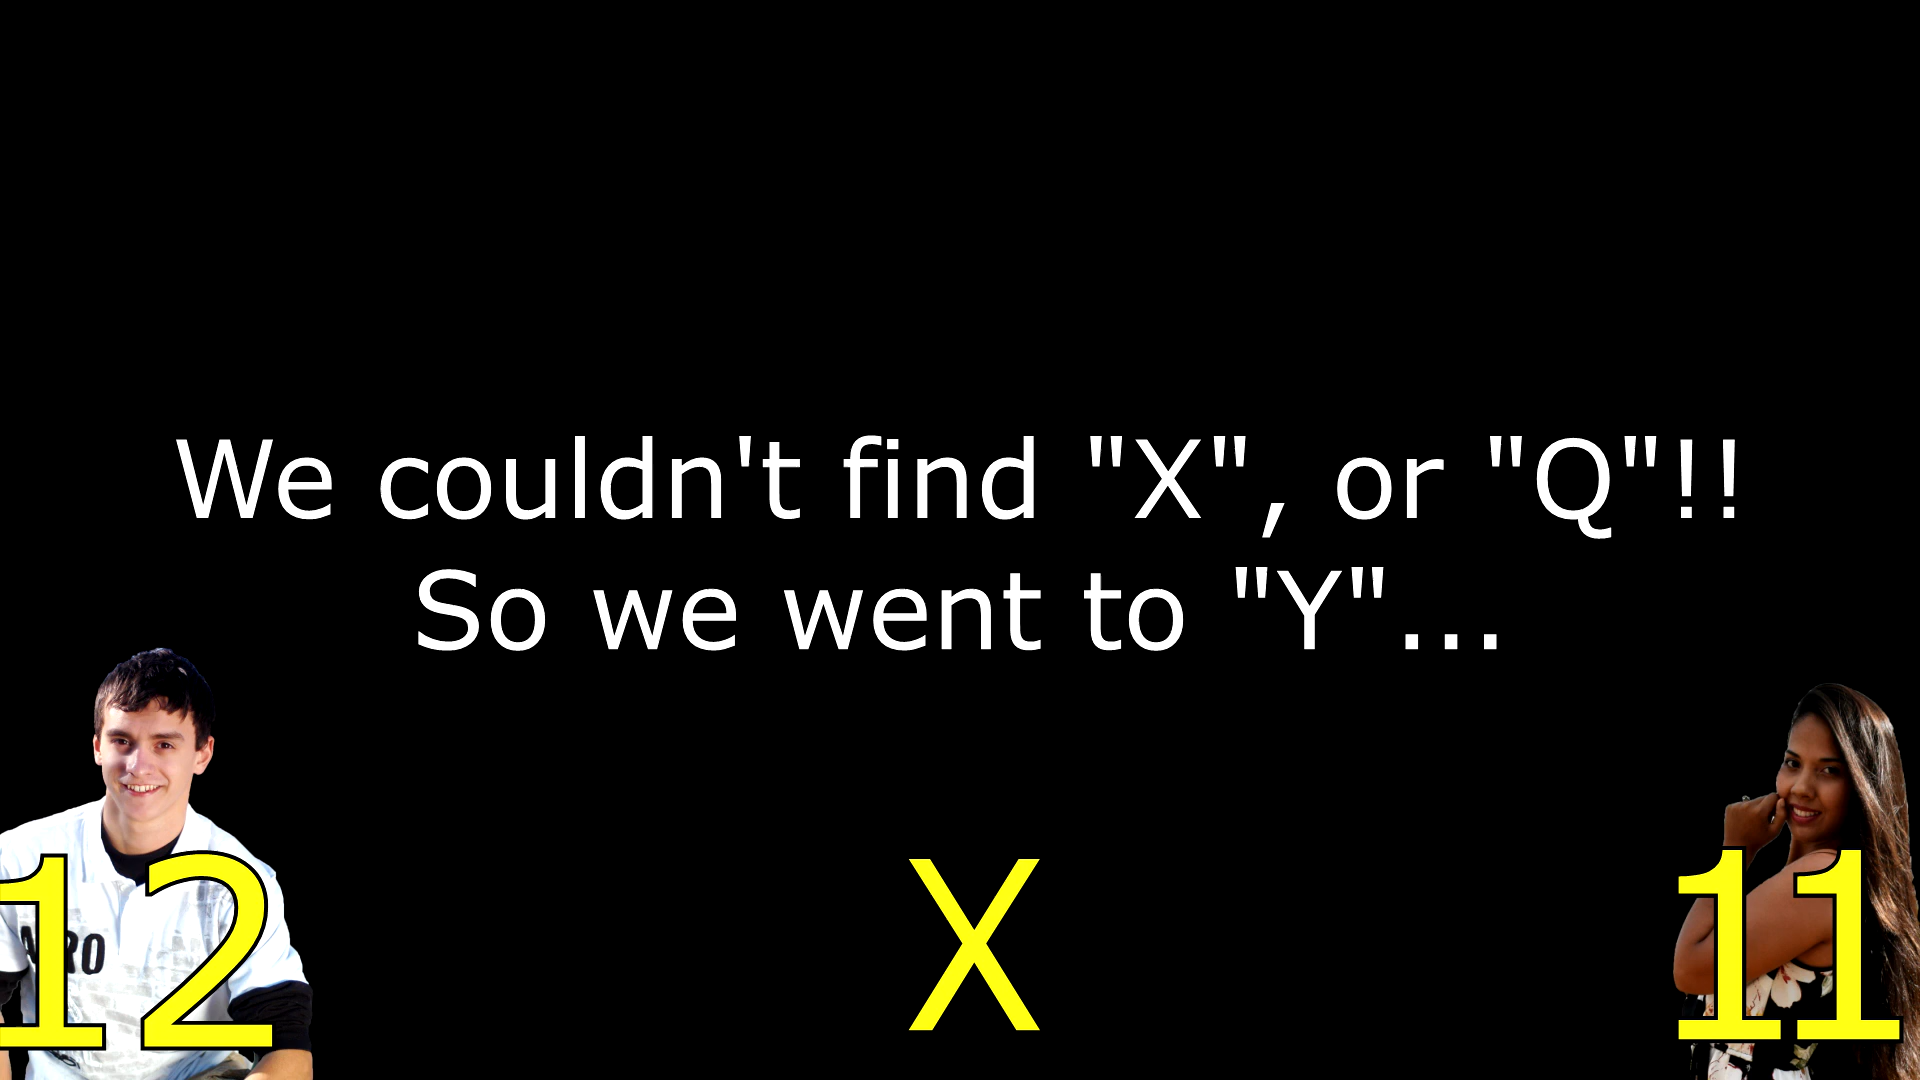 We couldn't find "X", or "Q"!!
So we went to "Y"...
12
X
11